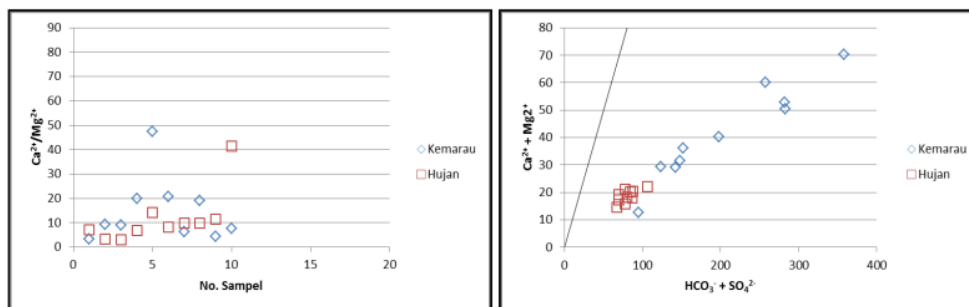 90
80
70
60
50
40
30
20
10
0
Ca²⁺/Mg²⁺
0 5 10 15 20
No. Sampel
Kemarau
Hujan
80
70
60
50
40
30
20
10
0
Ca²⁺ + Mg2⁺
0 100 200 300 400
HCO₃⁻ + SO₄²⁻
Kemarau
Hujan